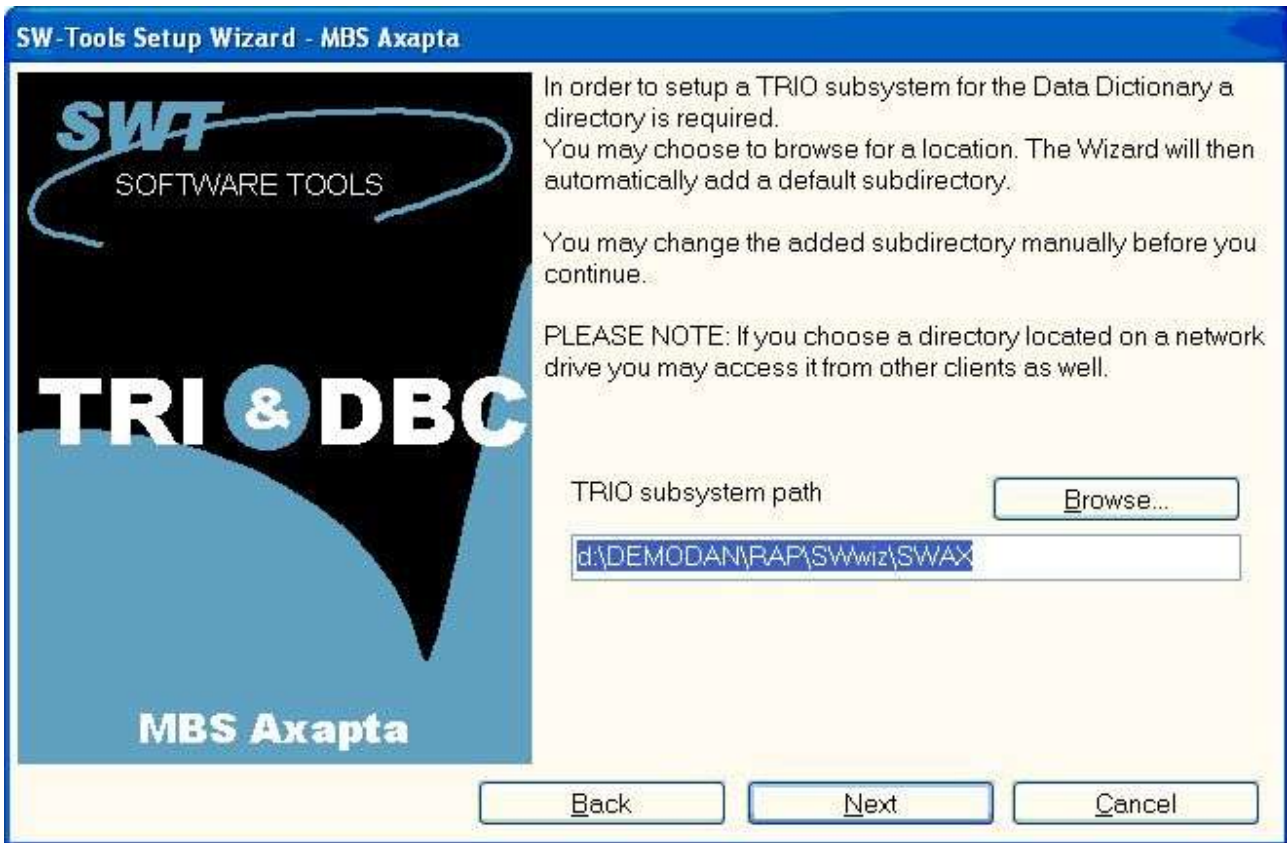 SW-Tools Setup Wizard - MBS Axapta
SWT
SOFTWARE TOOLS
TRI & DBC
MBS Axapta
In order to setup a TRIO subsystem for the Data Dictionary a
directory is required.
You may choose to browse for a location. The Wizard will then
automatically add a default subdirectory.
You may change the added subdirectory manually before you
continue.
PLEASE NOTE: If you choose a directory located on a network
drive you may access it from other clients as well.
TRIO subsystem path
Browse...
d:\DEMODAN\RAP\SWwiz\SWAX
Back
Next
Cancel